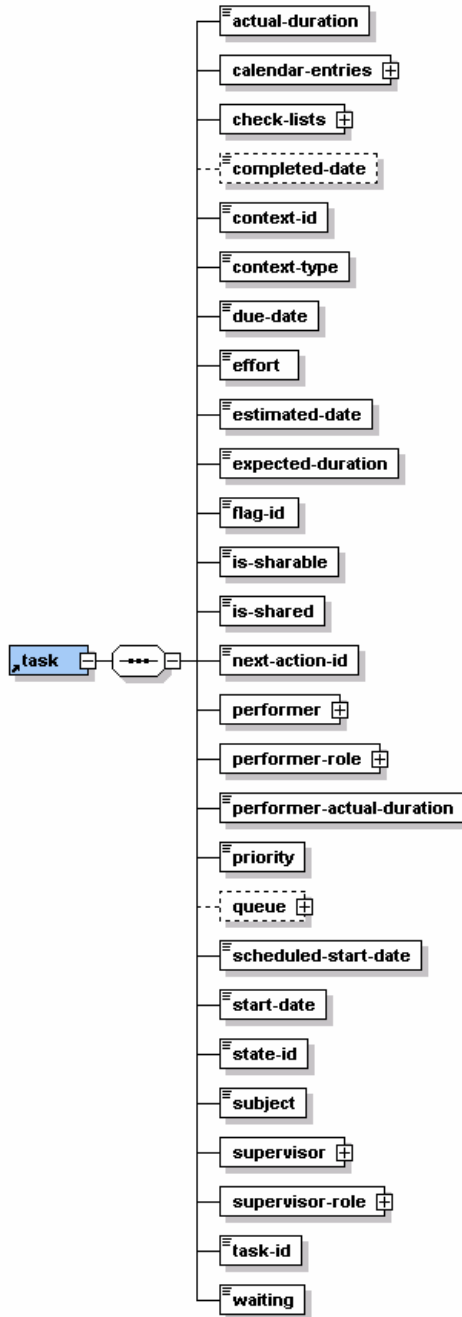 actual-duration
calendar-entries
check-lists
completed-date
context-id
context-type
due-date
effort
estimated-date
expected-duration
flag-id
is-sharable
is-shared
task
next-action-id
performer
performer-role
performer-actual-duration
priority
queue
scheduled-start-date
start-date
state-id
subject
supervisor
supervisor-role
task-id
waiting